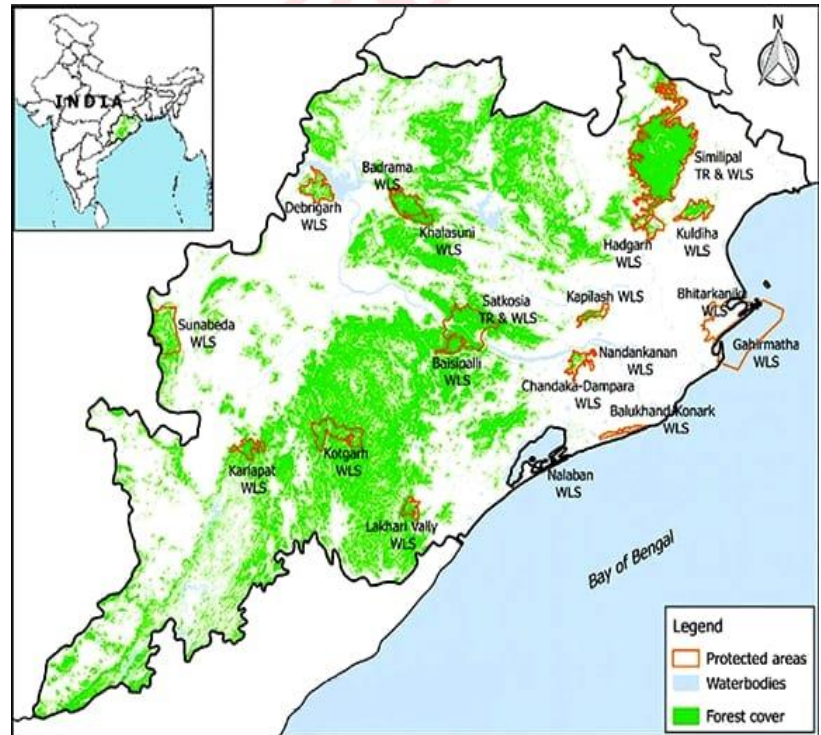 INDIA
N
Similipal
TR & WLS
Badrama
WLS
Debrigarh
WLS
Khalasuni
WLS
Hadgarh
WLS
Kuldiha
WLS
Satkosia
TR & WLS
Kapilash WLS
Bhitarkanika
WLS
Sunabeda
WLS
Baisipalli
WLS
Nandankanan
WLS
Gahirmatha
WLS
Chandaka-Dampara
WLS
Balukhand Konark
WLS
Karlapat
WLS
Kotgarh
WLS
Nalaban
WLS
Lakhari Vally
WLS
Bay of Bengal
Legend
Protected areas
Waterbodies
Forest cover